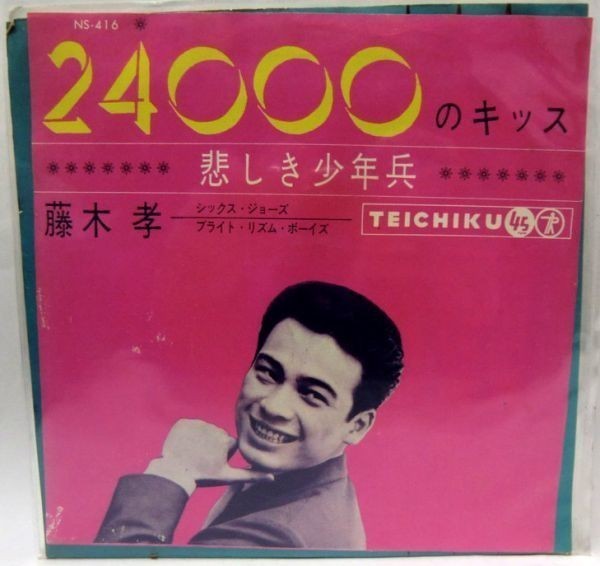 NS-416
24000のキッス
悲しき少年兵
藤木 孝
シックス・ジョーズ
ブライト・リズム・ボーイズ
TEICHIKU 45 TR